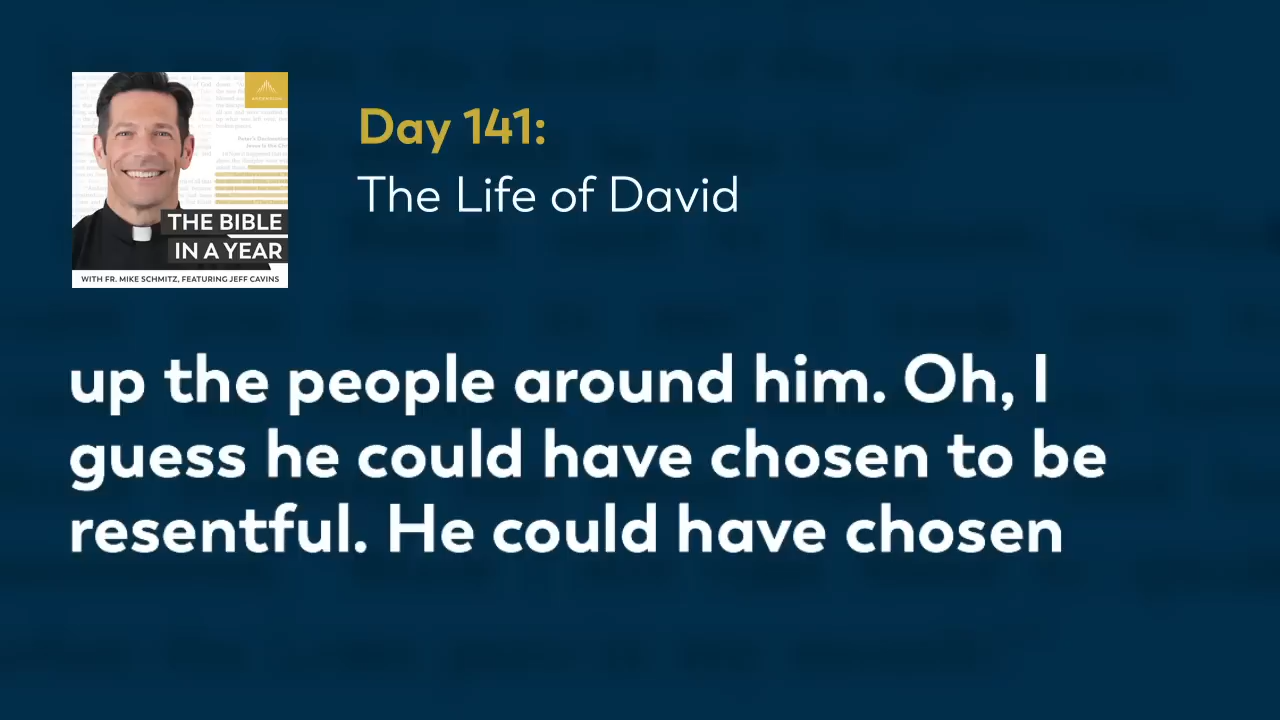 Day 141:
The Life of David
THE BIBLE
IN A YEAR
WITH FR. MIKE SCHMITZ, FEATURING JEFF CAVINS
up the people around him. Oh, I
guess he could have chosen to be
resentful. He could have chosen